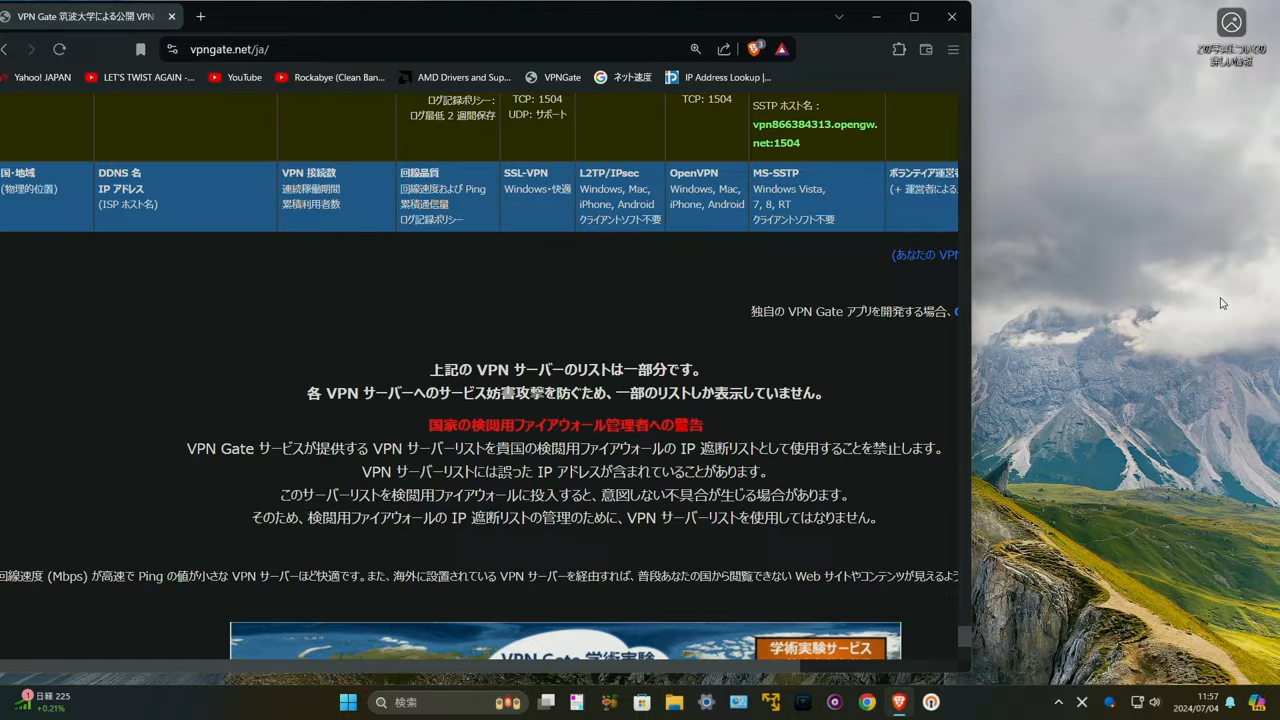 VPN Gate 筑波大学による公開 VPN
vpngate.net/ja/
3
Yahoo! JAPAN
LET'S TWIST AGAIN -...
YouTube
Rockabye (Clean Ban...
AMD Drivers and Sup...
VPNGate
ネット速度
IP Address Lookup |...
この写真についての
詳しい情報
ログ記録ポリシー:
ログ最低 2 週間保存
TCP: 1504
UDP: サポート
TCP: 1504
SSTP ホスト名 :
vpn866384313.opengw.
net:1504
国・地域
(物理的位置)
DDNS 名
IP アドレス
(ISP ホスト名)
VPN 接続数
連続稼働期間
累積利用者数
回線品質
回線速度および Ping
累積通信量
ログ記録ポリシー
SSL-VPN
Windows・快適
L2TP/IPsec
Windows, Mac,
iPhone, Android
クライアントソフト不要
OpenVPN
Windows, Mac,
iPhone, Android
MS-SSTP
Windows Vista,
7, 8, RT
クライアントソフト不要
ボランティア運営者
(+ 運営者による
(あなたの VPN
独自の VPN Gate アプリを開発する場合、
上記の VPN サーバーのリストは一部分です。
各 VPN サーバーへのサービス妨害攻撃を防ぐため、一部のリストしか表示していません。
国家の検閲用ファイアウォール管理者への警告
VPN Gate サービスが提供する VPN サーバーリストを貴国の検閲用ファイアウォールの IP 遮断リストとして使用することを禁止します。
VPN サーバーリストには誤った IP アドレスが含まれていることがあります。
このサーバーリストを検閲用ファイアウォールに投入すると、意図しない不具合が生じる場合があります。
そのため、検閲用ファイアウォールの IP 遮断リストの管理のために、VPN サーバーリストを使用してはなりません。
回線速度 (Mbps) が高速で Ping の値が小さな VPN サーバーほど快適です。また、海外に設置されている VPN サーバーを経由すれば、普段あなたの国から閲覧できない Web サイトやコンテンツが見えるよう
VPN Gate 学術実験
学術実験サービス
1
日経 225
+0.21%
検索
11:57
2024/07/04